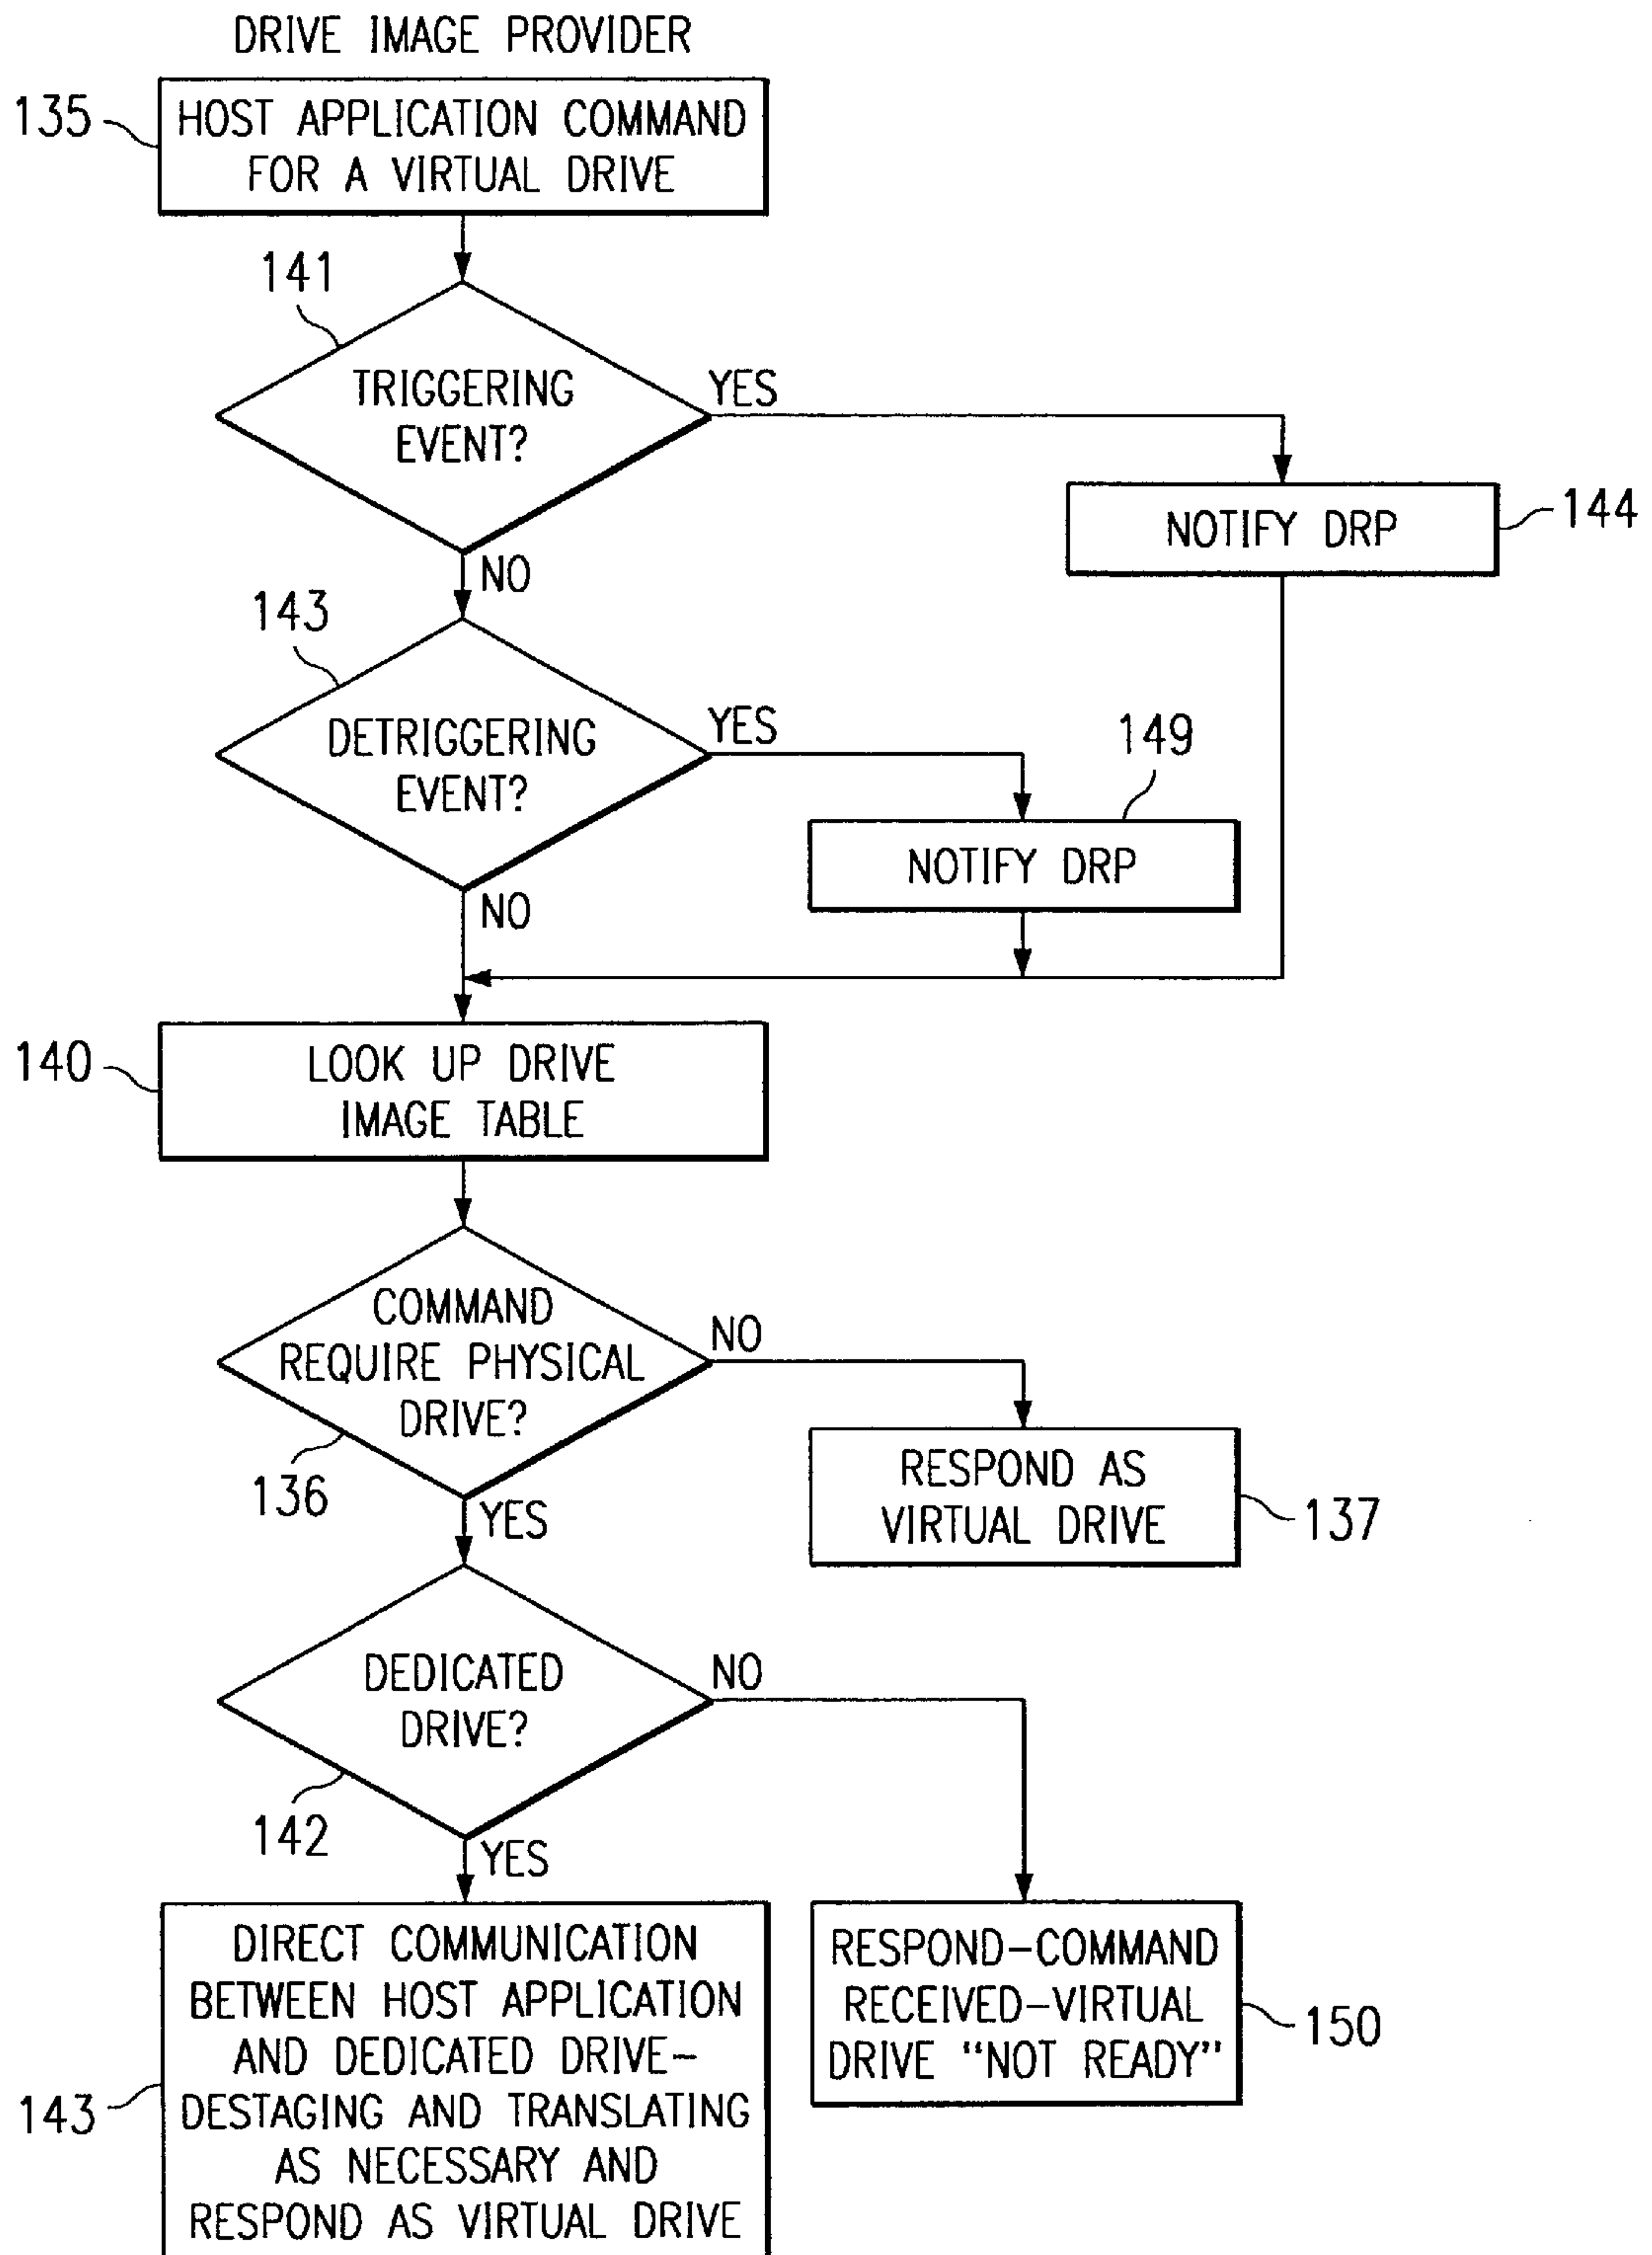 DRIVE IMAGE PROVIDER
135
HOST APPLICATION COMMAND
FOR A VIRTUAL DRIVE
141
TRIGGERING
EVENT?
YES
NO
NOTIFY DRP
144
143
DETRIGGERING
EVENT?
YES
NO
149
NOTIFY DRP
140
LOOK UP DRIVE
IMAGE TABLE
COMMAND
REQUIRE PHYSICAL
DRIVE?
NO
136
YES
RESPOND AS
VIRTUAL DRIVE
137
DEDICATED
DRIVE?
NO
142
YES
143
DIRECT COMMUNICATION
BETWEEN HOST APPLICATION
AND DEDICATED DRIVE-
DESTAGING AND TRANSLATING
AS NECESSARY AND
RESPOND AS VIRTUAL DRIVE
RESPOND-COMMAND
RECEIVED-VIRTUAL
DRIVE "NOT READY"
150